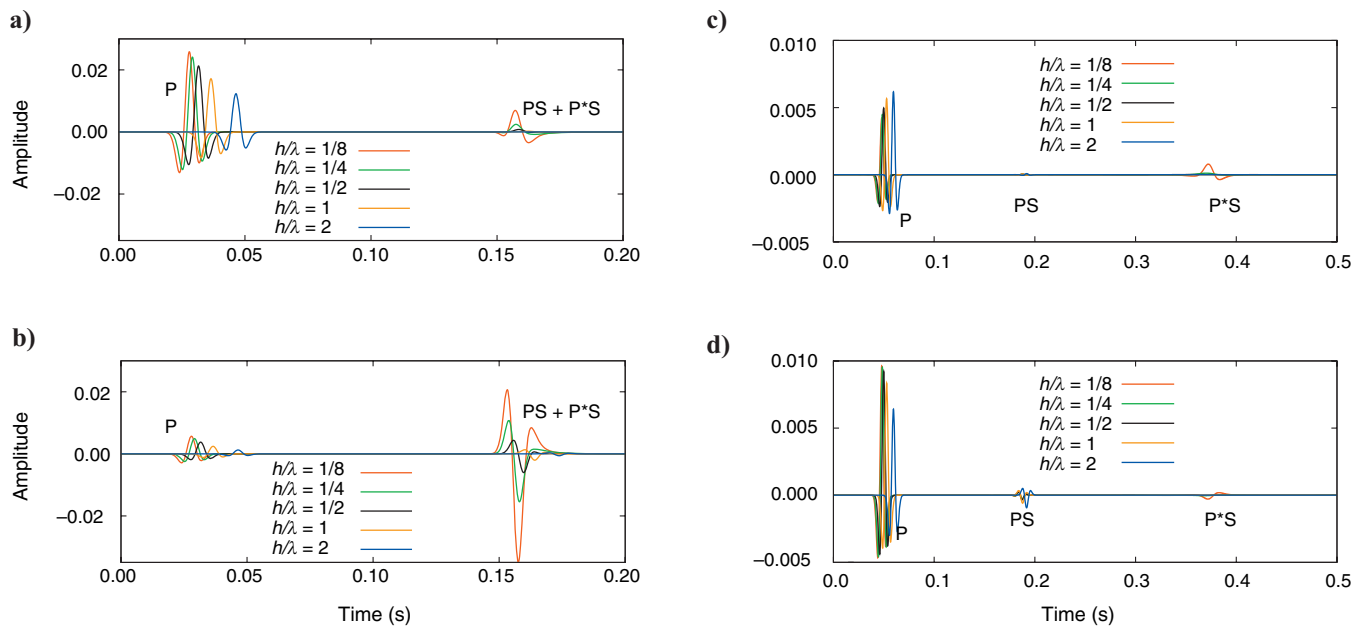 a)
Amplitude
0.02
0.00
−0.02
P
PS + P*S
h/λ = 1/8
h/λ = 1/4
h/λ = 1/2
h/λ = 1
h/λ = 2
0.00 0.05 0.10 0.15 0.20
b)
Amplitude
0.02
0.00
−0.02
P
PS + P*S
h/λ = 1/8
h/λ = 1/4
h/λ = 1/2
h/λ = 1
h/λ = 2
0.00 0.05 0.10 0.15 0.20
Time (s)
c)
0.010
0.005
0.000
−0.005
h/λ = 1/8
h/λ = 1/4
h/λ = 1/2
h/λ = 1
h/λ = 2
P
PS
P*S
0.0 0.1 0.2 0.3 0.4 0.5
d)
0.010
0.005
0.000
−0.005
h/λ = 1/8
h/λ = 1/4
h/λ = 1/2
h/λ = 1
h/λ = 2
P
PS
P*S
0.0 0.1 0.2 0.3 0.4 0.5
Time (s)